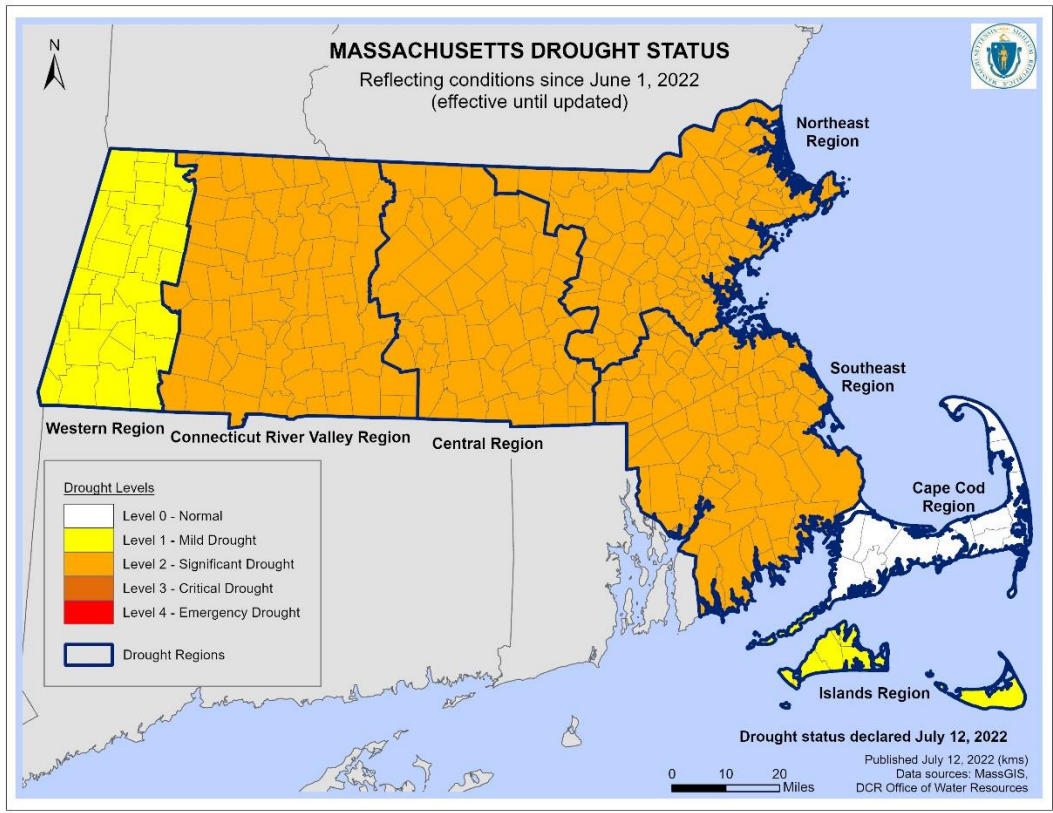 N
MASSACHUSETTS DROUGHT STATUS
Reflecting conditions since June 1, 2022
(effective until updated)
Northeast
Region
Southeast
Region
Western Region
Connecticut River Valley Region
Central Region
Cape Cod
Region
Drought Levels
Level 0 - Normal
Level 1 - Mild Drought
Level 2 - Significant Drought
Level 3 - Critical Drought
Level 4 - Emergency Drought
Drought Regions
Islands Region
Drought status declared July 12, 2022
Published July 12, 2022 (kms)
Data sources: MassGIS,
DCR Office of Water Resources
0 10 20
Miles